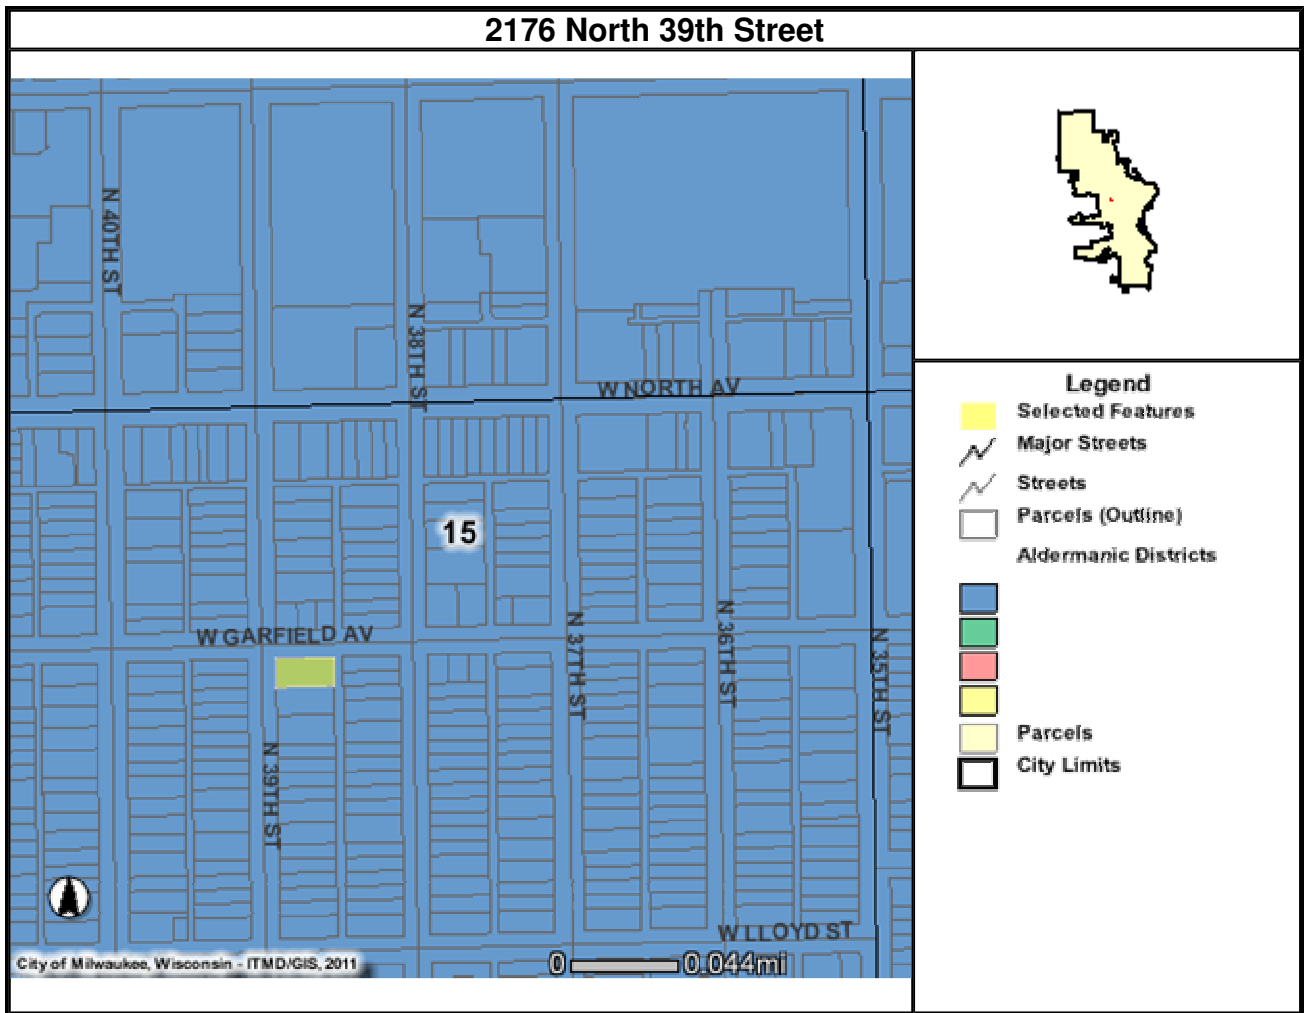 2176 North 39th Street
N 40TH ST
N 38TH ST
W NORTH AV
15
W GARFIELD AV
N 37TH ST
N 36TH ST
N 35TH ST
N 39TH ST
W LLOYD ST
City of Milwaukee, Wisconsin - ITMD/GIS, 2011
0 0.044mi
Legend
Selected Features
Major Streets
Streets
Parcels (Outline)
Aldermanic Districts
Parcels
City Limits